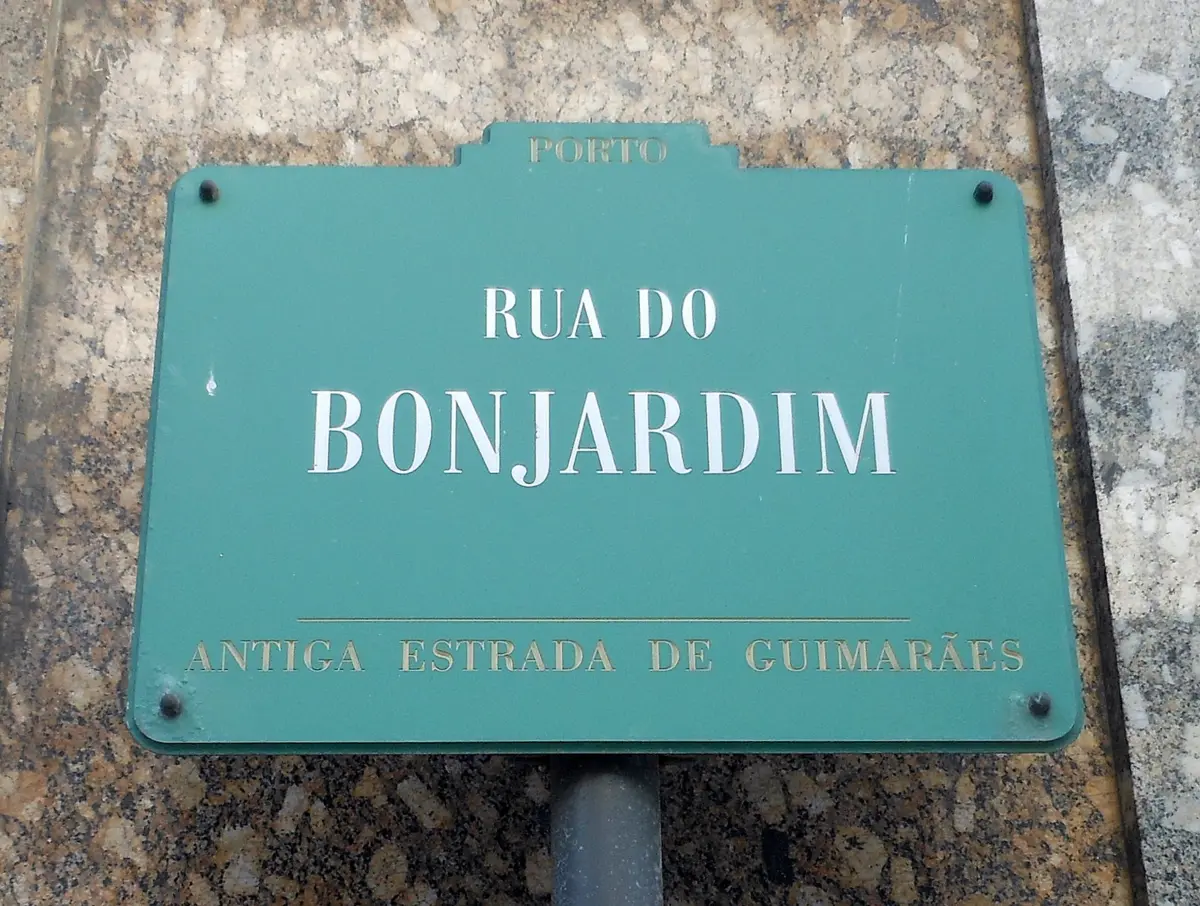 PORTO
RUA DO
BONJARDIM
ANTIGA ESTRADA DE GUIMARÃES